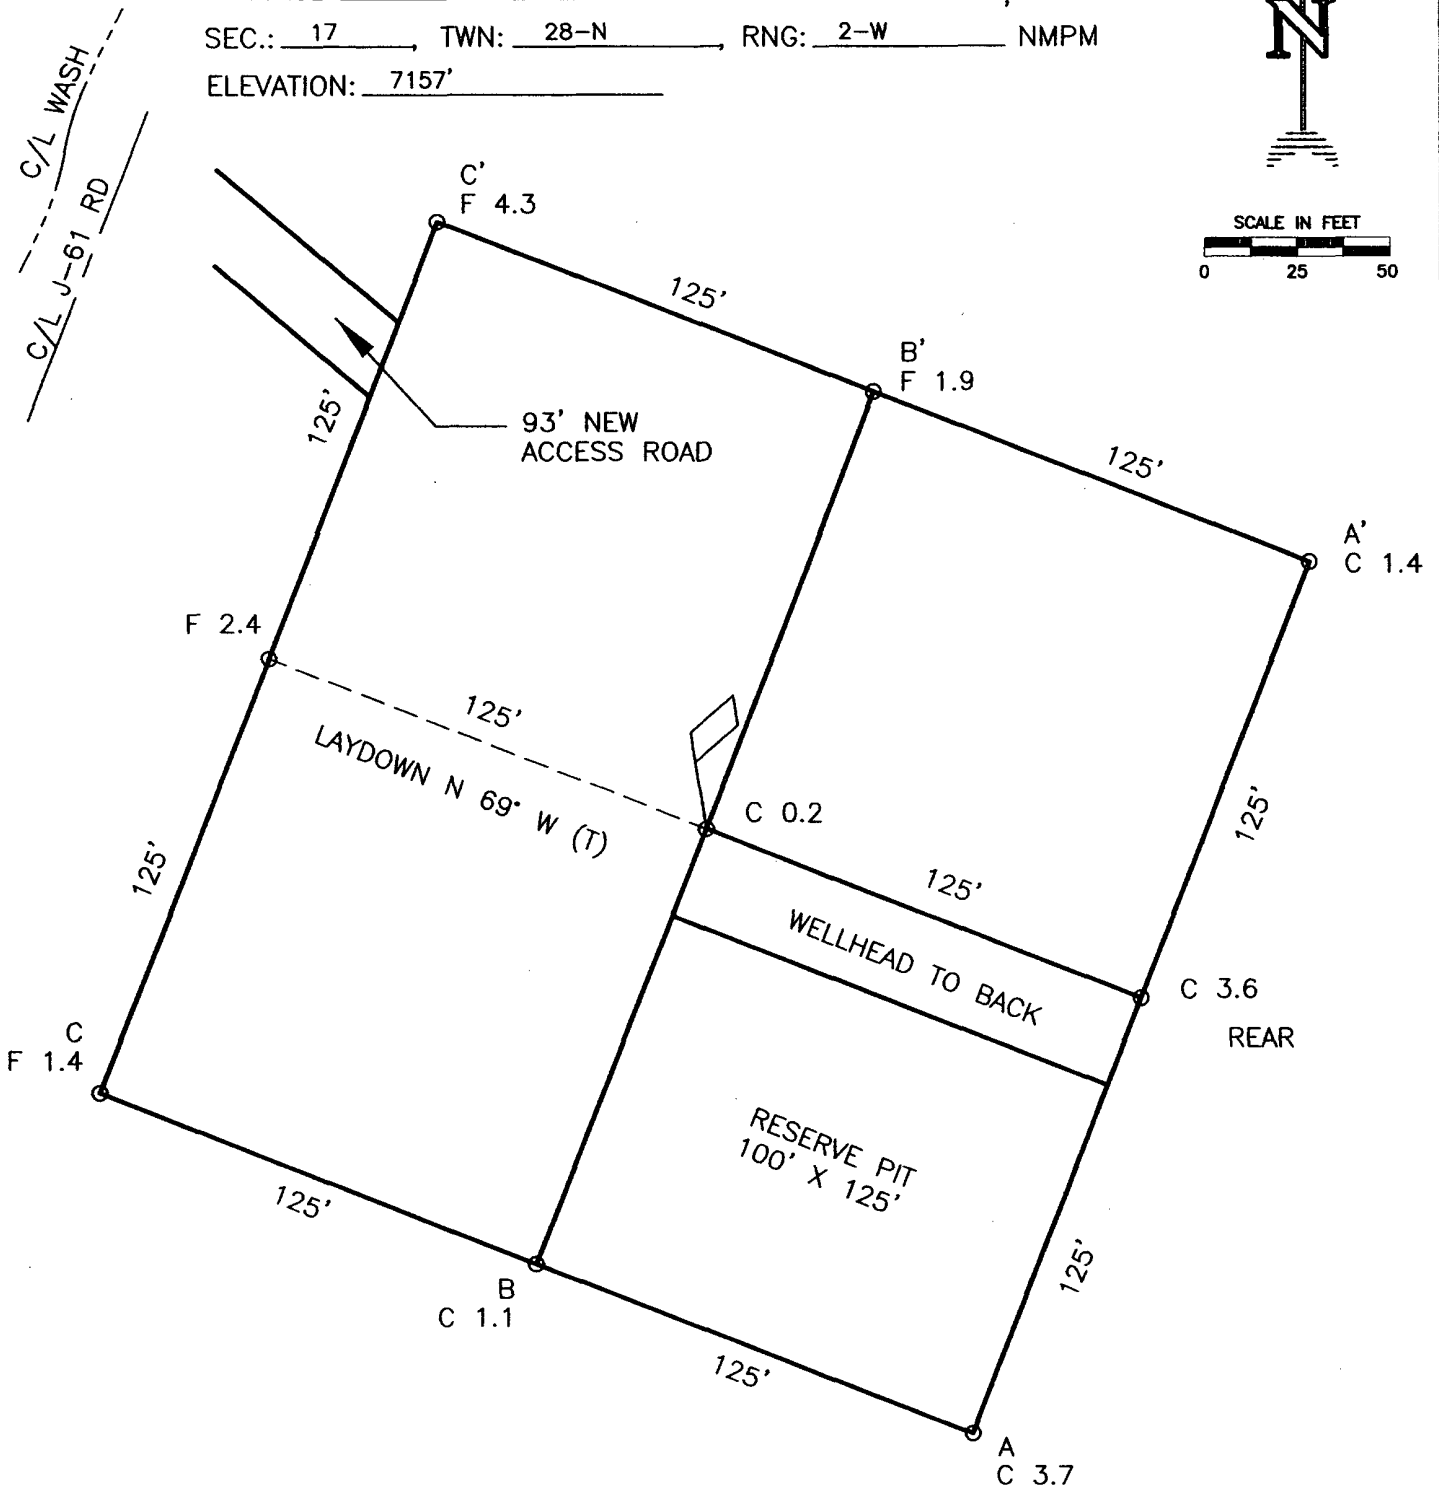 SEC.: 17, TWN: 28-N, RNG: 2-W NMPM
ELEVATION: 7157'
N
C/L WASH
C/L J-61 RD
SCALE IN FEET
0 25 50
C'
F 4.3
125'
B'
F 1.9
125'
A'
C 1.4
93' NEW
ACCESS ROAD
125'
F 2.4
125'
LAYDOWN N 69° W (T)
C 0.2
125'
125'
125'
WELLHEAD TO BACK
C 3.6
REAR
C
F 1.4
RESERVE PIT
100' X 125'
125'
125'
B
C 1.1
125'
A
C 3.7